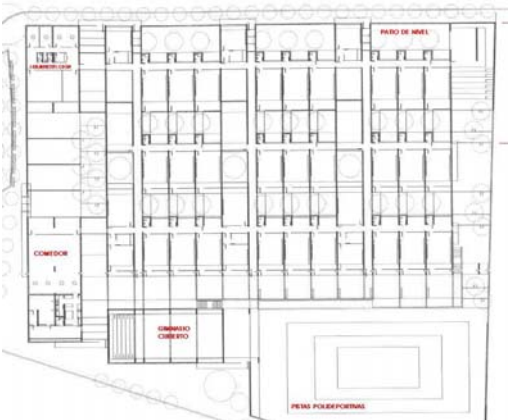 PATIO DE NIVEL
COMEDOR
GIMNASIO
CUBIERTO
PISTAS POLIDEPORTIVAS